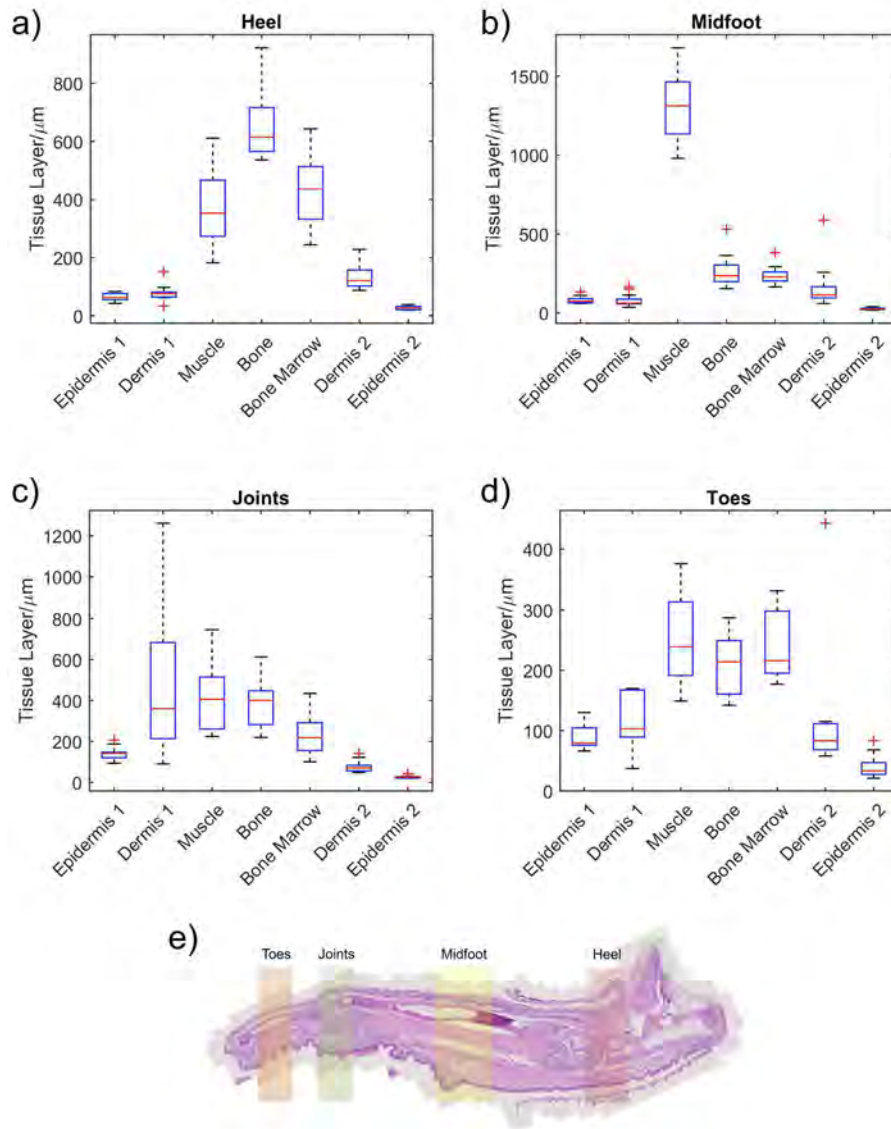 a)
Heel
Tissue Layer/μm
800
600
400
200
0
Epidermis 1
Dermis 1
Muscle
Bone
Bone Marrow
Dermis 2
Epidermis 2
b)
Midfoot
Tissue Layer/μm
1500
1000
500
0
Epidermis 1
Dermis 1
Muscle
Bone
Bone Marrow
Dermis 2
Epidermis 2
c)
Joints
Tissue Layer/μm
1200
1000
800
600
400
200
0
Epidermis 1
Dermis 1
Muscle
Bone
Bone Marrow
Dermis 2
Epidermis 2
d)
Toes
Tissue Layer/μm
400
300
200
100
0
Epidermis 1
Dermis 1
Muscle
Bone
Bone Marrow
Dermis 2
Epidermis 2
e)
Toes Joints Midfoot Heel